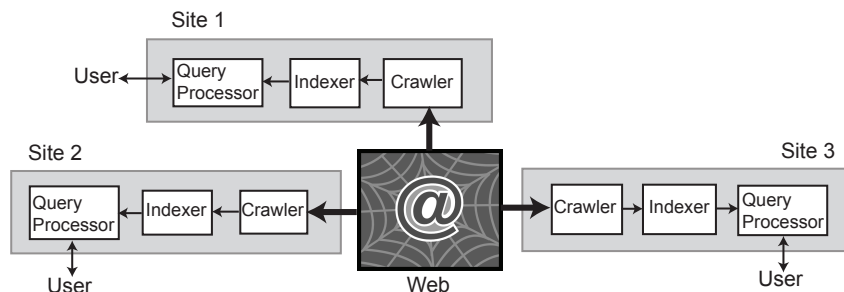 Site 1
User
Query
Processor
Indexer
Crawler
Site 2
Query
Processor
Indexer
Crawler
User
@
Web
Site 3
Crawler
Indexer
Query
Processor
User